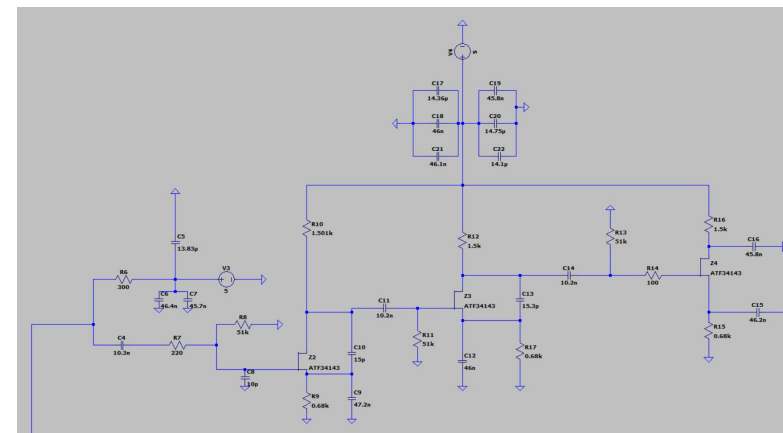 V4
5
C17
14.36µ
C19
45.8n
C18
46n
C20
14.75µ
C21
46.1n
C22
14.1µ
R10
1.501k
R12
1.5k
R13
51k
R16
1.5k
C5
13.83µ
C16
45.8n
R6
300
V3
5
C14
10.2n
R14
100
Z4
ATF34143
C6
46.4n
C7
45.7n
C11
10.2n
Z3
ATF34143
C13
15.3p
C15
46.2n
R8
51k
C4
10.3n
R7
220
R11
51k
R15
0.68k
Z2
ATF34143
C10
15p
C12
46n
R17
0.68k
C8
10p
R9
0.68k
C9
47.2n